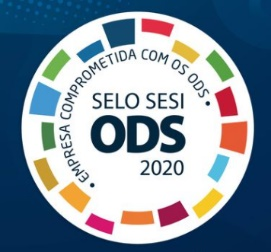 • EMPRESA COMPROMETIDA COM OS ODS •
SELO SESI
ODS
2020